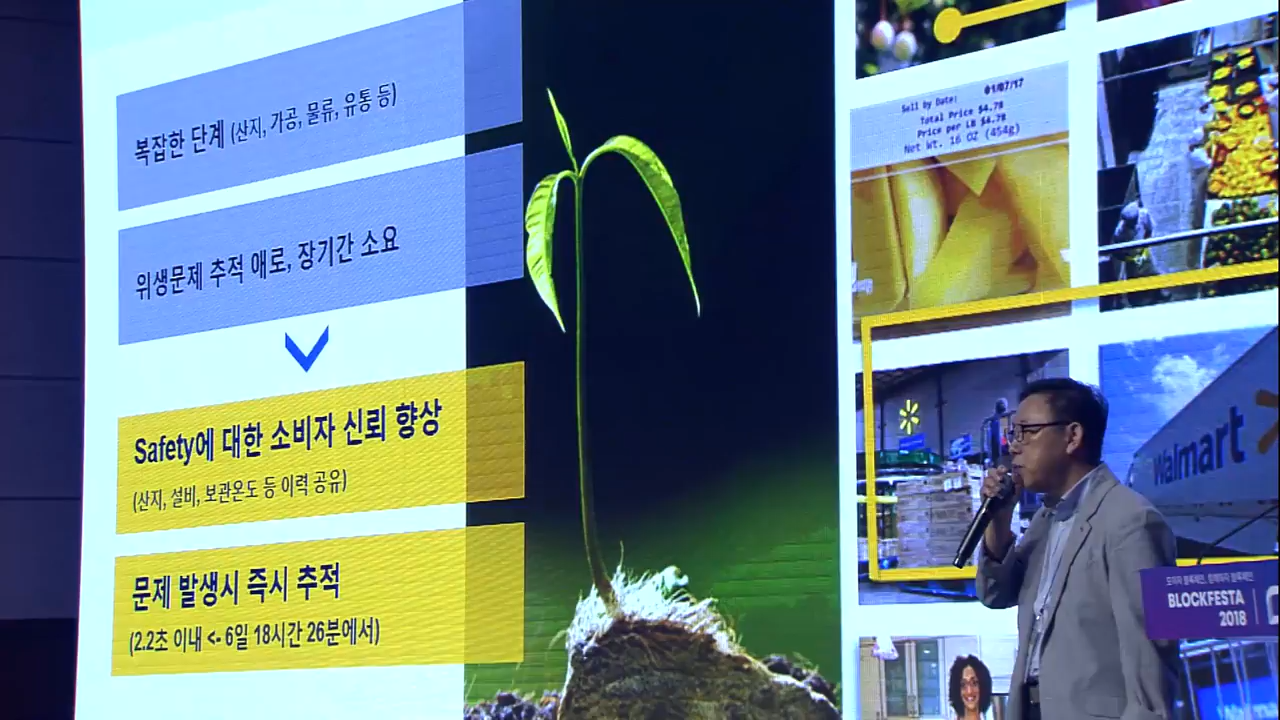 복잡한 단계 (산지, 가공, 물류, 유통 등)
위생문제 추적 애로, 장기간 소요
Safety에 대한 소비자 신뢰 향상
(산지, 설비, 보관온도 등 이력 공유)
문제 발생시 즉시 추적
(2.2초 이내 <- 6일 18시간 26분에서)
Sell by Date: 01/07/17
Total Price $4.78
Price per LB $4.78
Net Wt. 16 OZ (454g)
Walmart
BLOCKFESTA
2018